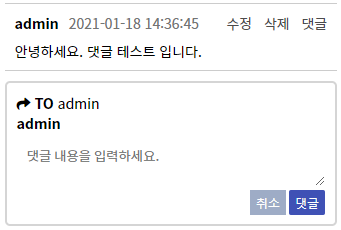 admin 2021-01-18 14:36:45 수정 삭제 댓글
안녕하세요. 댓글 테스트 입니다.
TO admin
admin
댓글 내용을 입력하세요.
취소 댓글